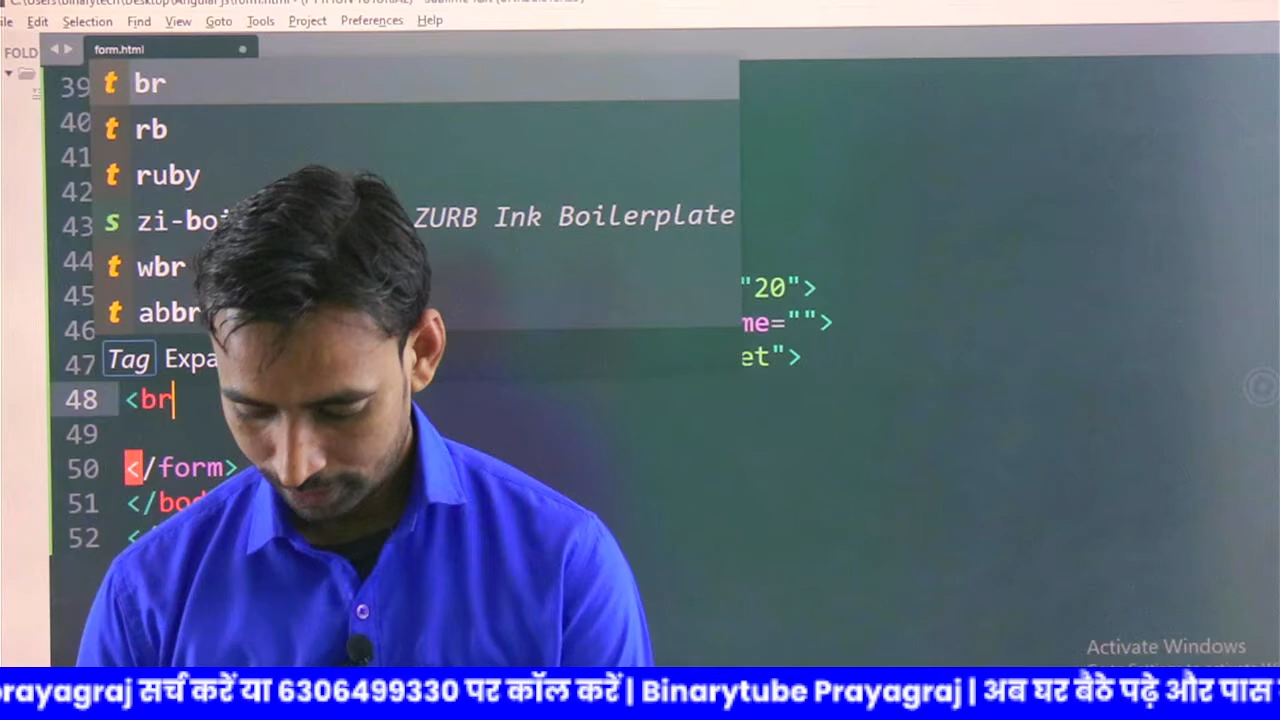 File Edit Selection Find View Goto Tools Project Preferences Help
FOLD
form.html
39 t br
40 t rb
41 t ruby
42
43 s zi-boi ZURB Ink Boilerplate
44 t wbr
45 t abbr "20">
46 me="">
47 Tag Expa et">
48 <br
49
50 </form>
51 </bod
52 <
Activate Windows
prayagraj सर्च करें या 6306499330 पर कॉल करें | Binarytube Prayagraj | अब घर बैठे पढ़े और पास